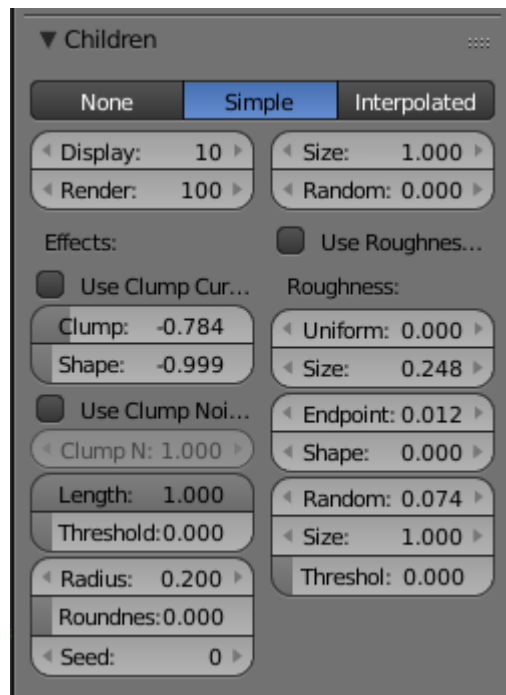 Children
None Simple Interpolated
Display: 10
Render: 100
Size: 1.000
Random: 0.000
Effects:
Use Roughnes...
Use Clump Cur...
Clump: -0.784
Shape: -0.999
Use Clump Noi...
Clump N: 1.000
Length: 1.000
Threshold: 0.000
Radius: 0.200
Roundnes: 0.000
Seed: 0
Roughness:
Uniform: 0.000
Size: 0.248
Endpoint: 0.012
Shape: 0.000
Random: 0.074
Size: 1.000
Threshol: 0.000